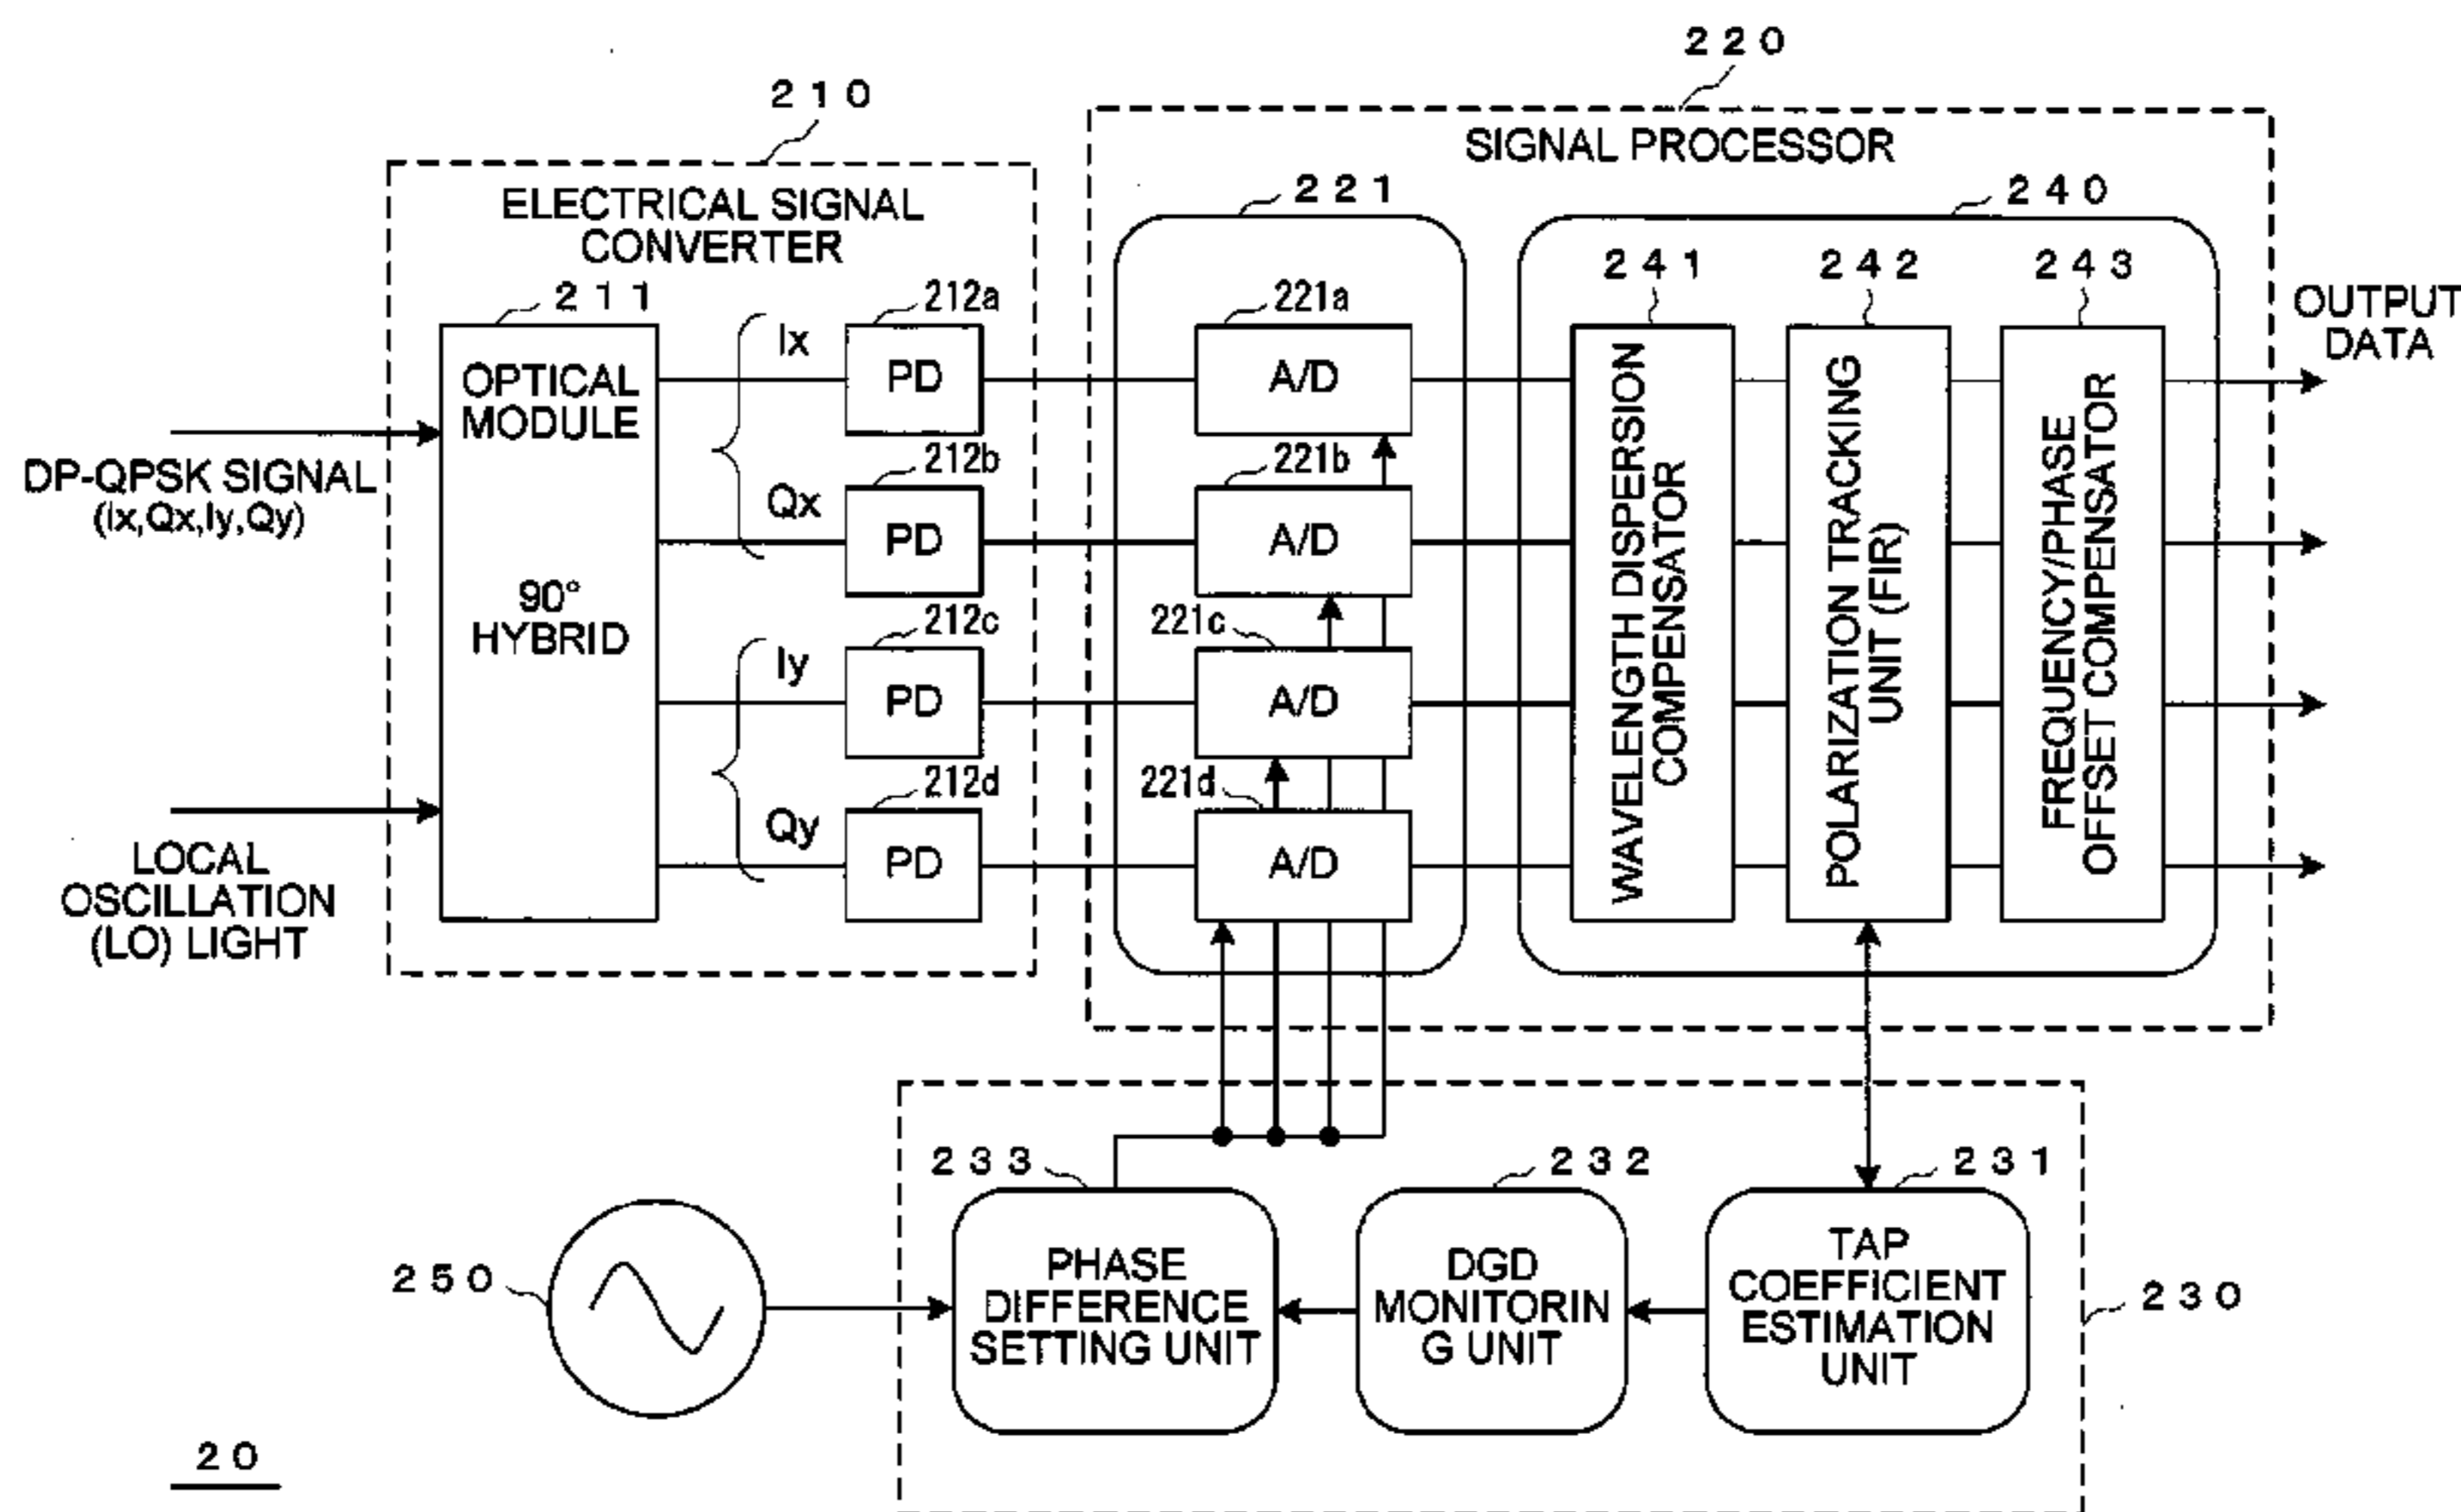 220
210
SIGNAL PROCESSOR
ELECTRICAL SIGNAL
CONVERTER
221
240
211
212a
221a
241
242
243
OUTPUT
DATA
OPTICAL
MODULE
90°
HYBRID
Ix
PD
A/D
DP-QPSK SIGNAL
(Ix,Qx,Iy,Qy)
212b
221b
Qx
PD
A/D
212c
221c
Iy
PD
A/D
212d
221d
Qy
PD
A/D
WAVELENGTH DISPERSION
COMPENSATOR
POLARIZATION TRACKING
UNIT (FIR)
FREQUENCY/PHASE
OFFSET COMPENSATOR
LOCAL
OSCILLATION
(LO) LIGHT
233
232
231
250
PHASE
DIFFERENCE
SETTING UNIT
DGD
MONITORIN
G UNIT
TAP
COEFFICIENT
ESTIMATION
UNIT
230
20